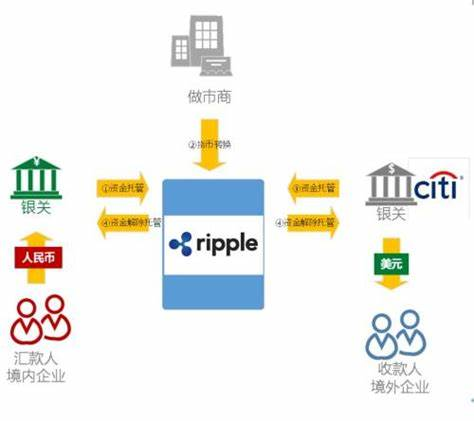 做市商
②换币转换
¥
银关
①资金托管
④资金解除托管
ripple
③资金托管
④资金解除托管
$
citi
银关
人民币
美元
汇款人
境内企业
收款人
境外企业